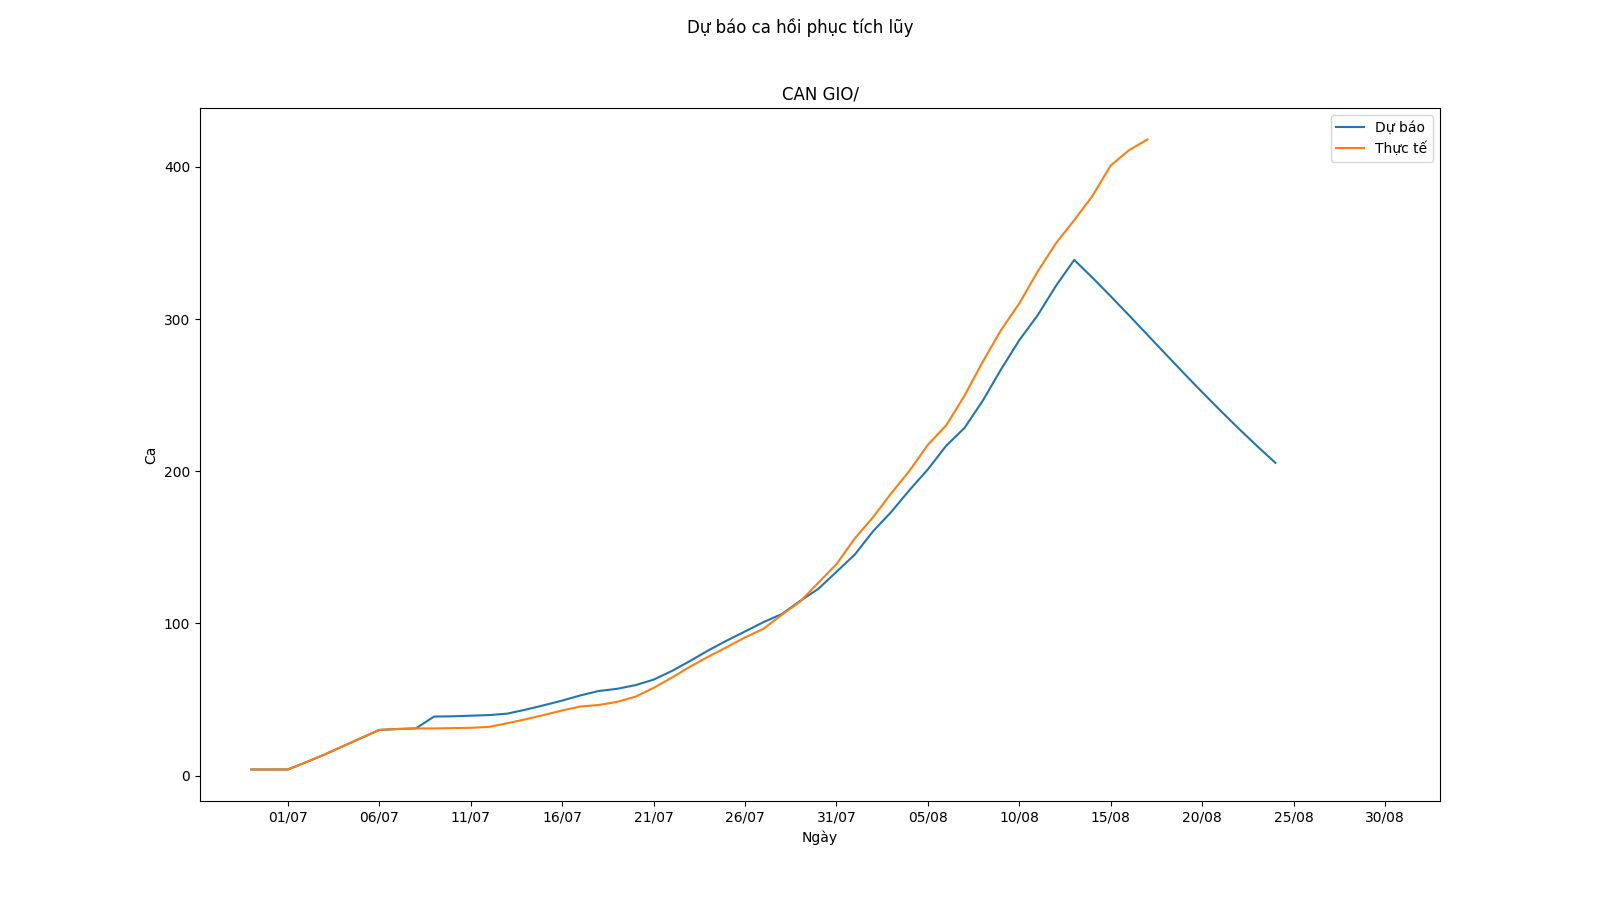 Dự báo ca hồi phục tích lũy
CAN GIO/
Dự báo
Thực tế
400
300
200
100
0
Ca
01/07 06/07 11/07 16/07 21/07 26/07 31/07 05/08 10/08 15/08 20/08 25/08 30/08
Ngày